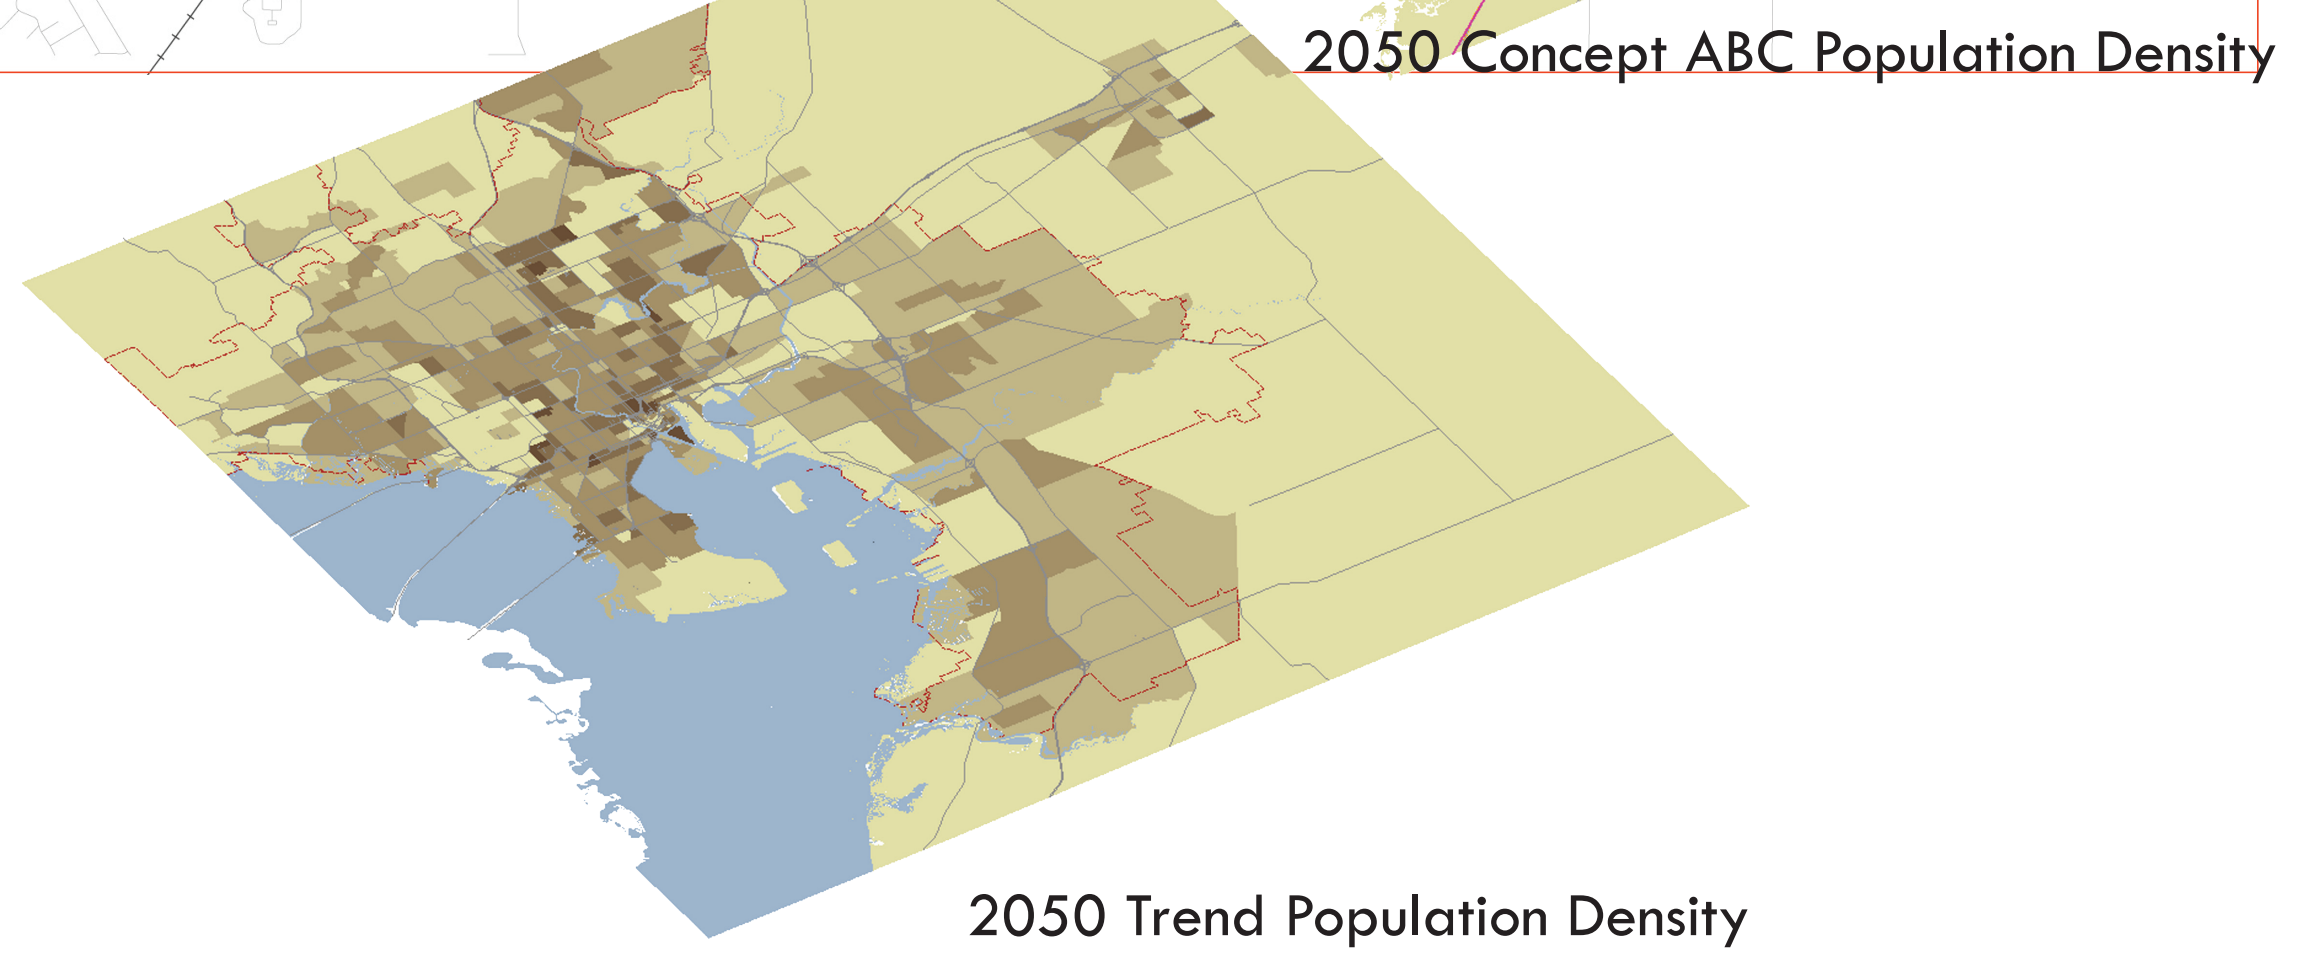 2050 Concept ABC Population Density
2050 Trend Population Density